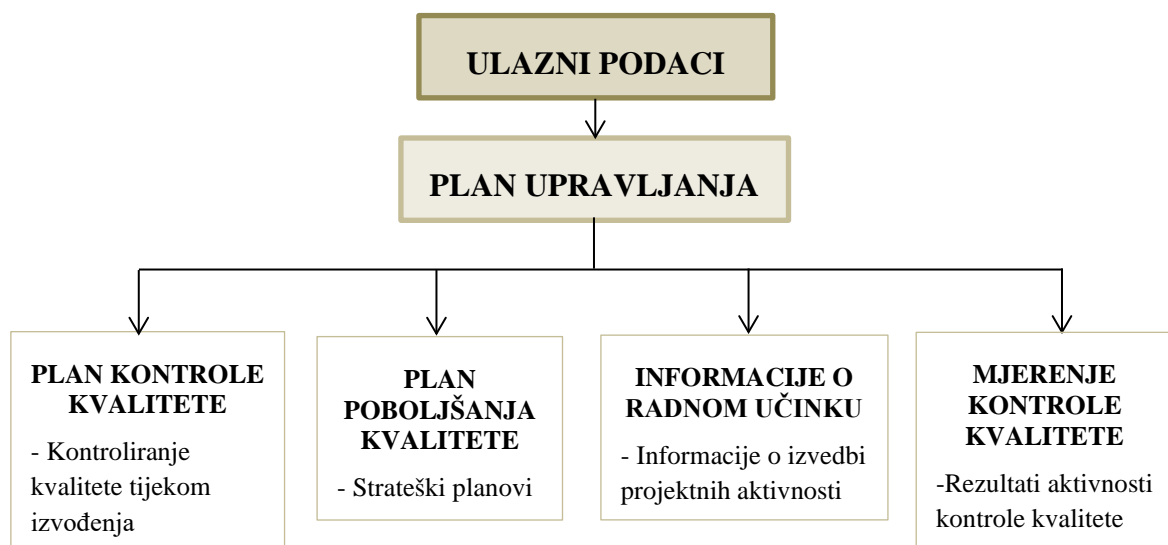 ULAZNI PODACI
PLAN UPRAVLJANJA
PLAN KONTROLE
KVALITETE
- Kontroliranje
kvalitete tijekom
izvođenja
PLAN
POBOLJŠANJA
KVALITETE
- Strateški planovi
INFORMACIJE O
RADNOM UČINKU
- Informacije o izvedbi
projektnih aktivnosti
MJERENJE
KONTROLE
KVALITETE
-Rezultati aktivnosti
kontrole kvalitete